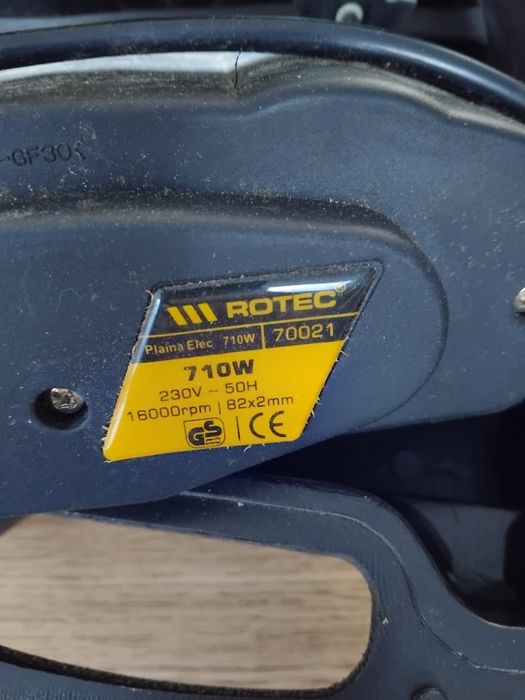 -GF30<
ROTEC®
Plaina Elec 710W 70021
710W
230V ~ 50H
16000rpm | 82x2mm
GS CE